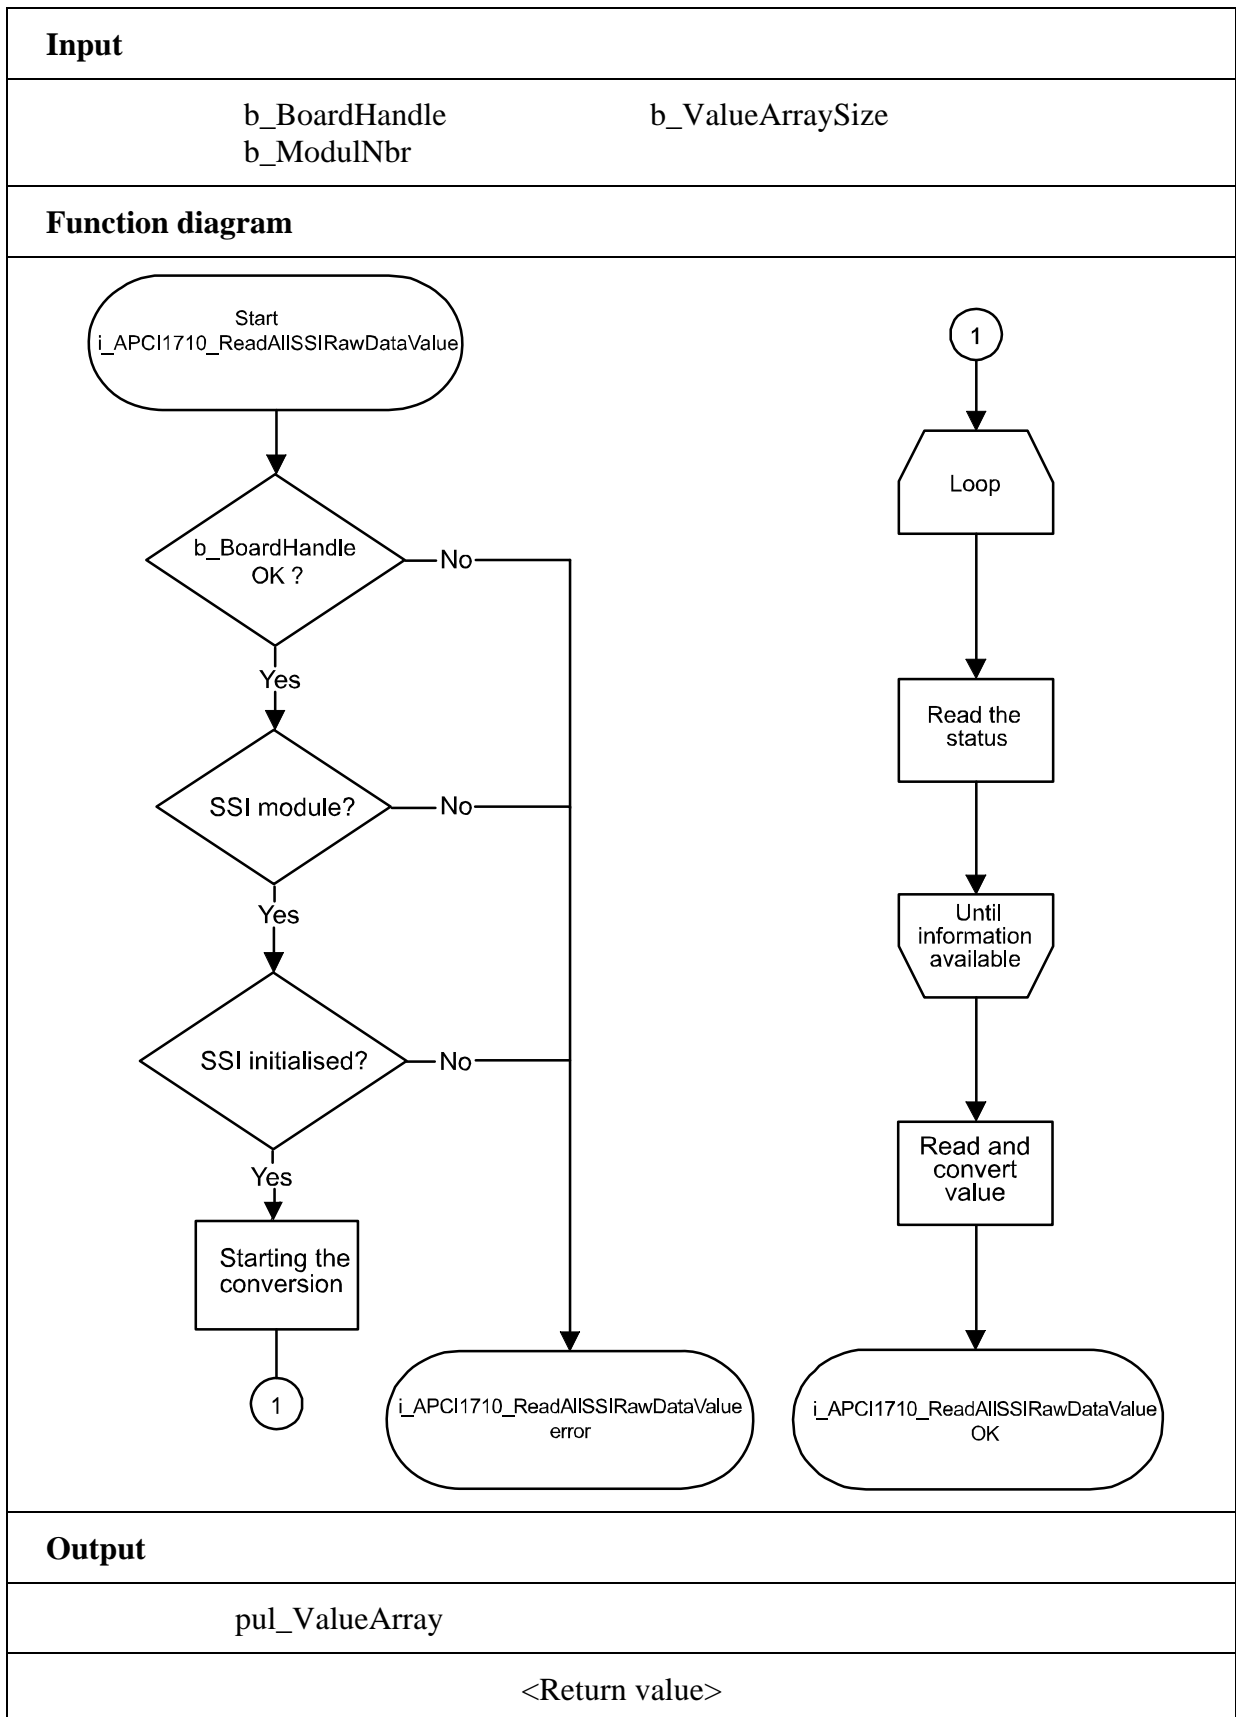 Input
b_BoardHandle b_ValueArraySize
b_ModulNbr
Function diagram
Start
i_APCI1710_ReadAllSSIRawDataValue
b_BoardHandle
OK ?
No
Yes
SSI module?
No
Yes
SSI initialised?
No
Yes
Starting the
conversion
1
i_APCI1710_ReadAllSSIRawDataValue
error
1
Loop
Read the
status
Until
information
available
Read and
convert
value
i_APCI1710_ReadAllSSIRawDataValue
OK
Output
pul_ValueArray
<Return value>